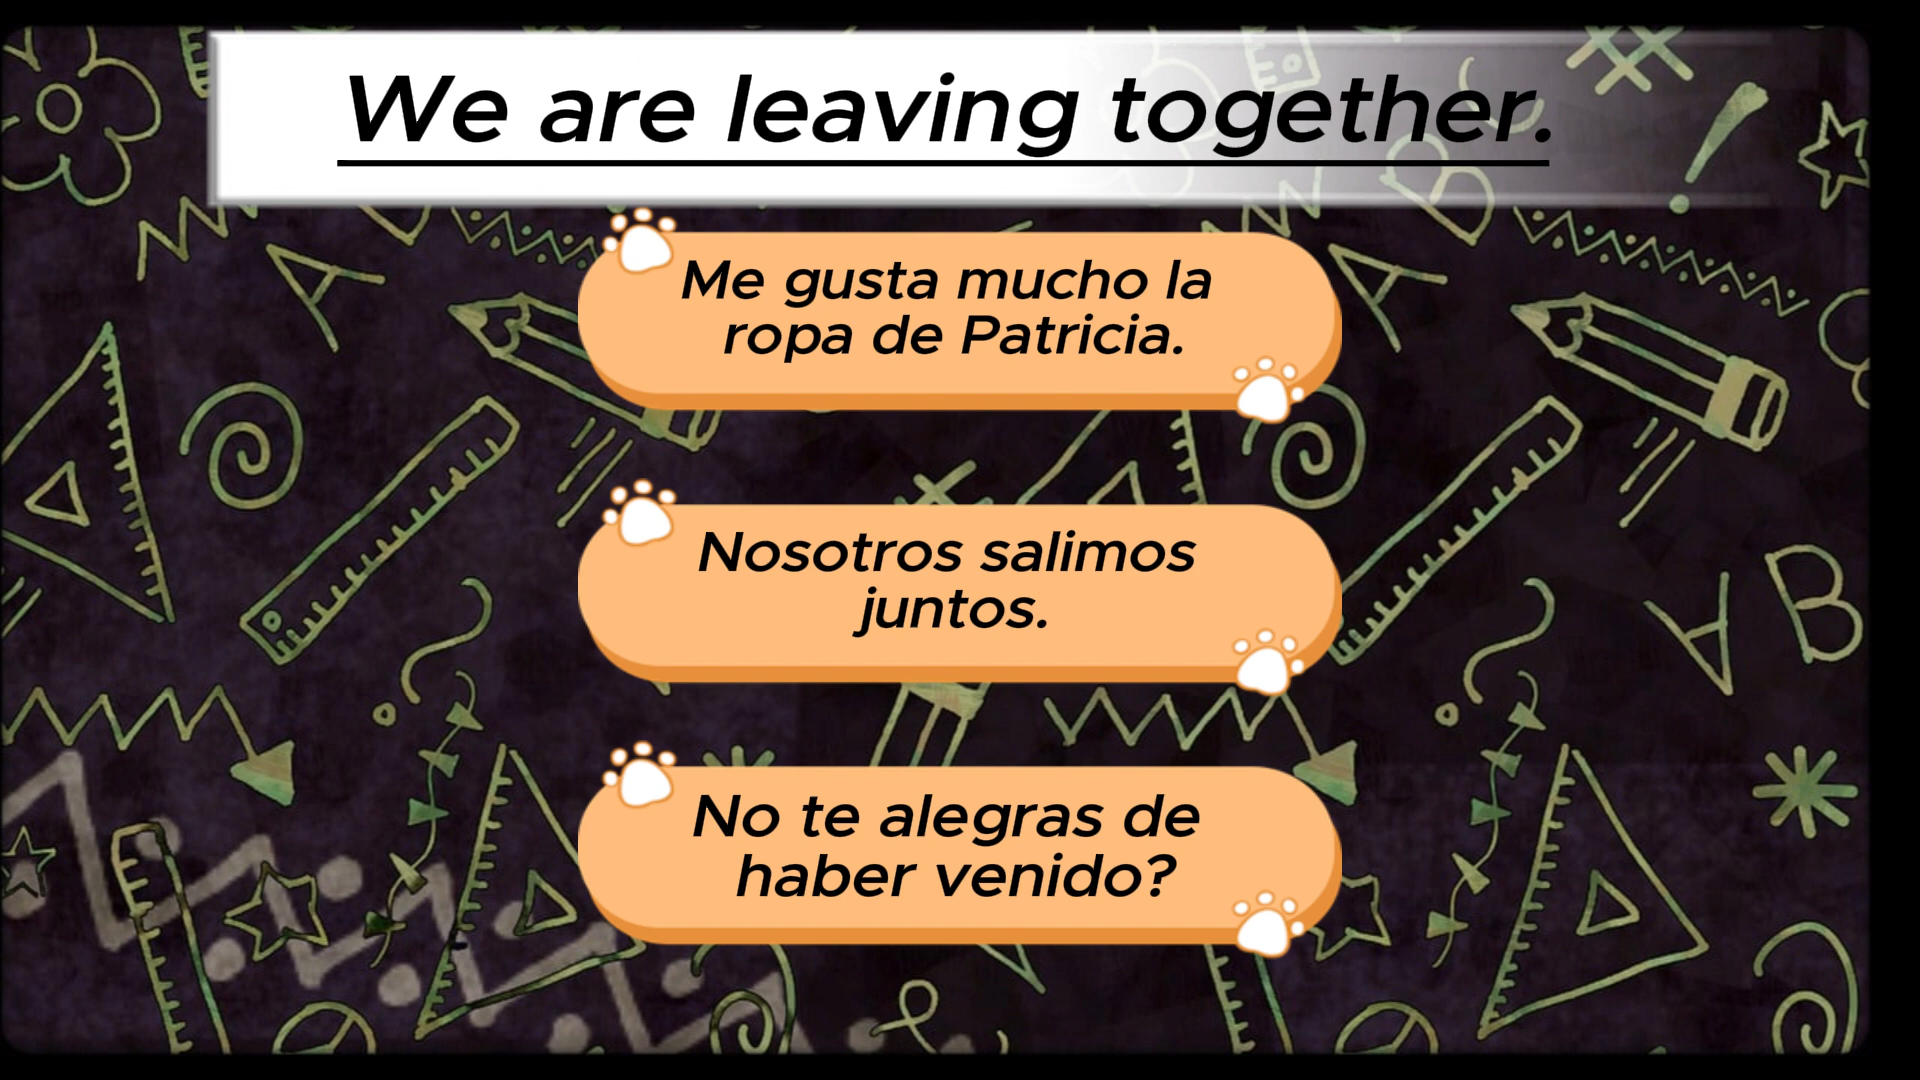 We are leaving together.
Me gusta mucho la
ropa de Patricia.
Nosotros salimos
juntos.
No te alegras de
haber venido?